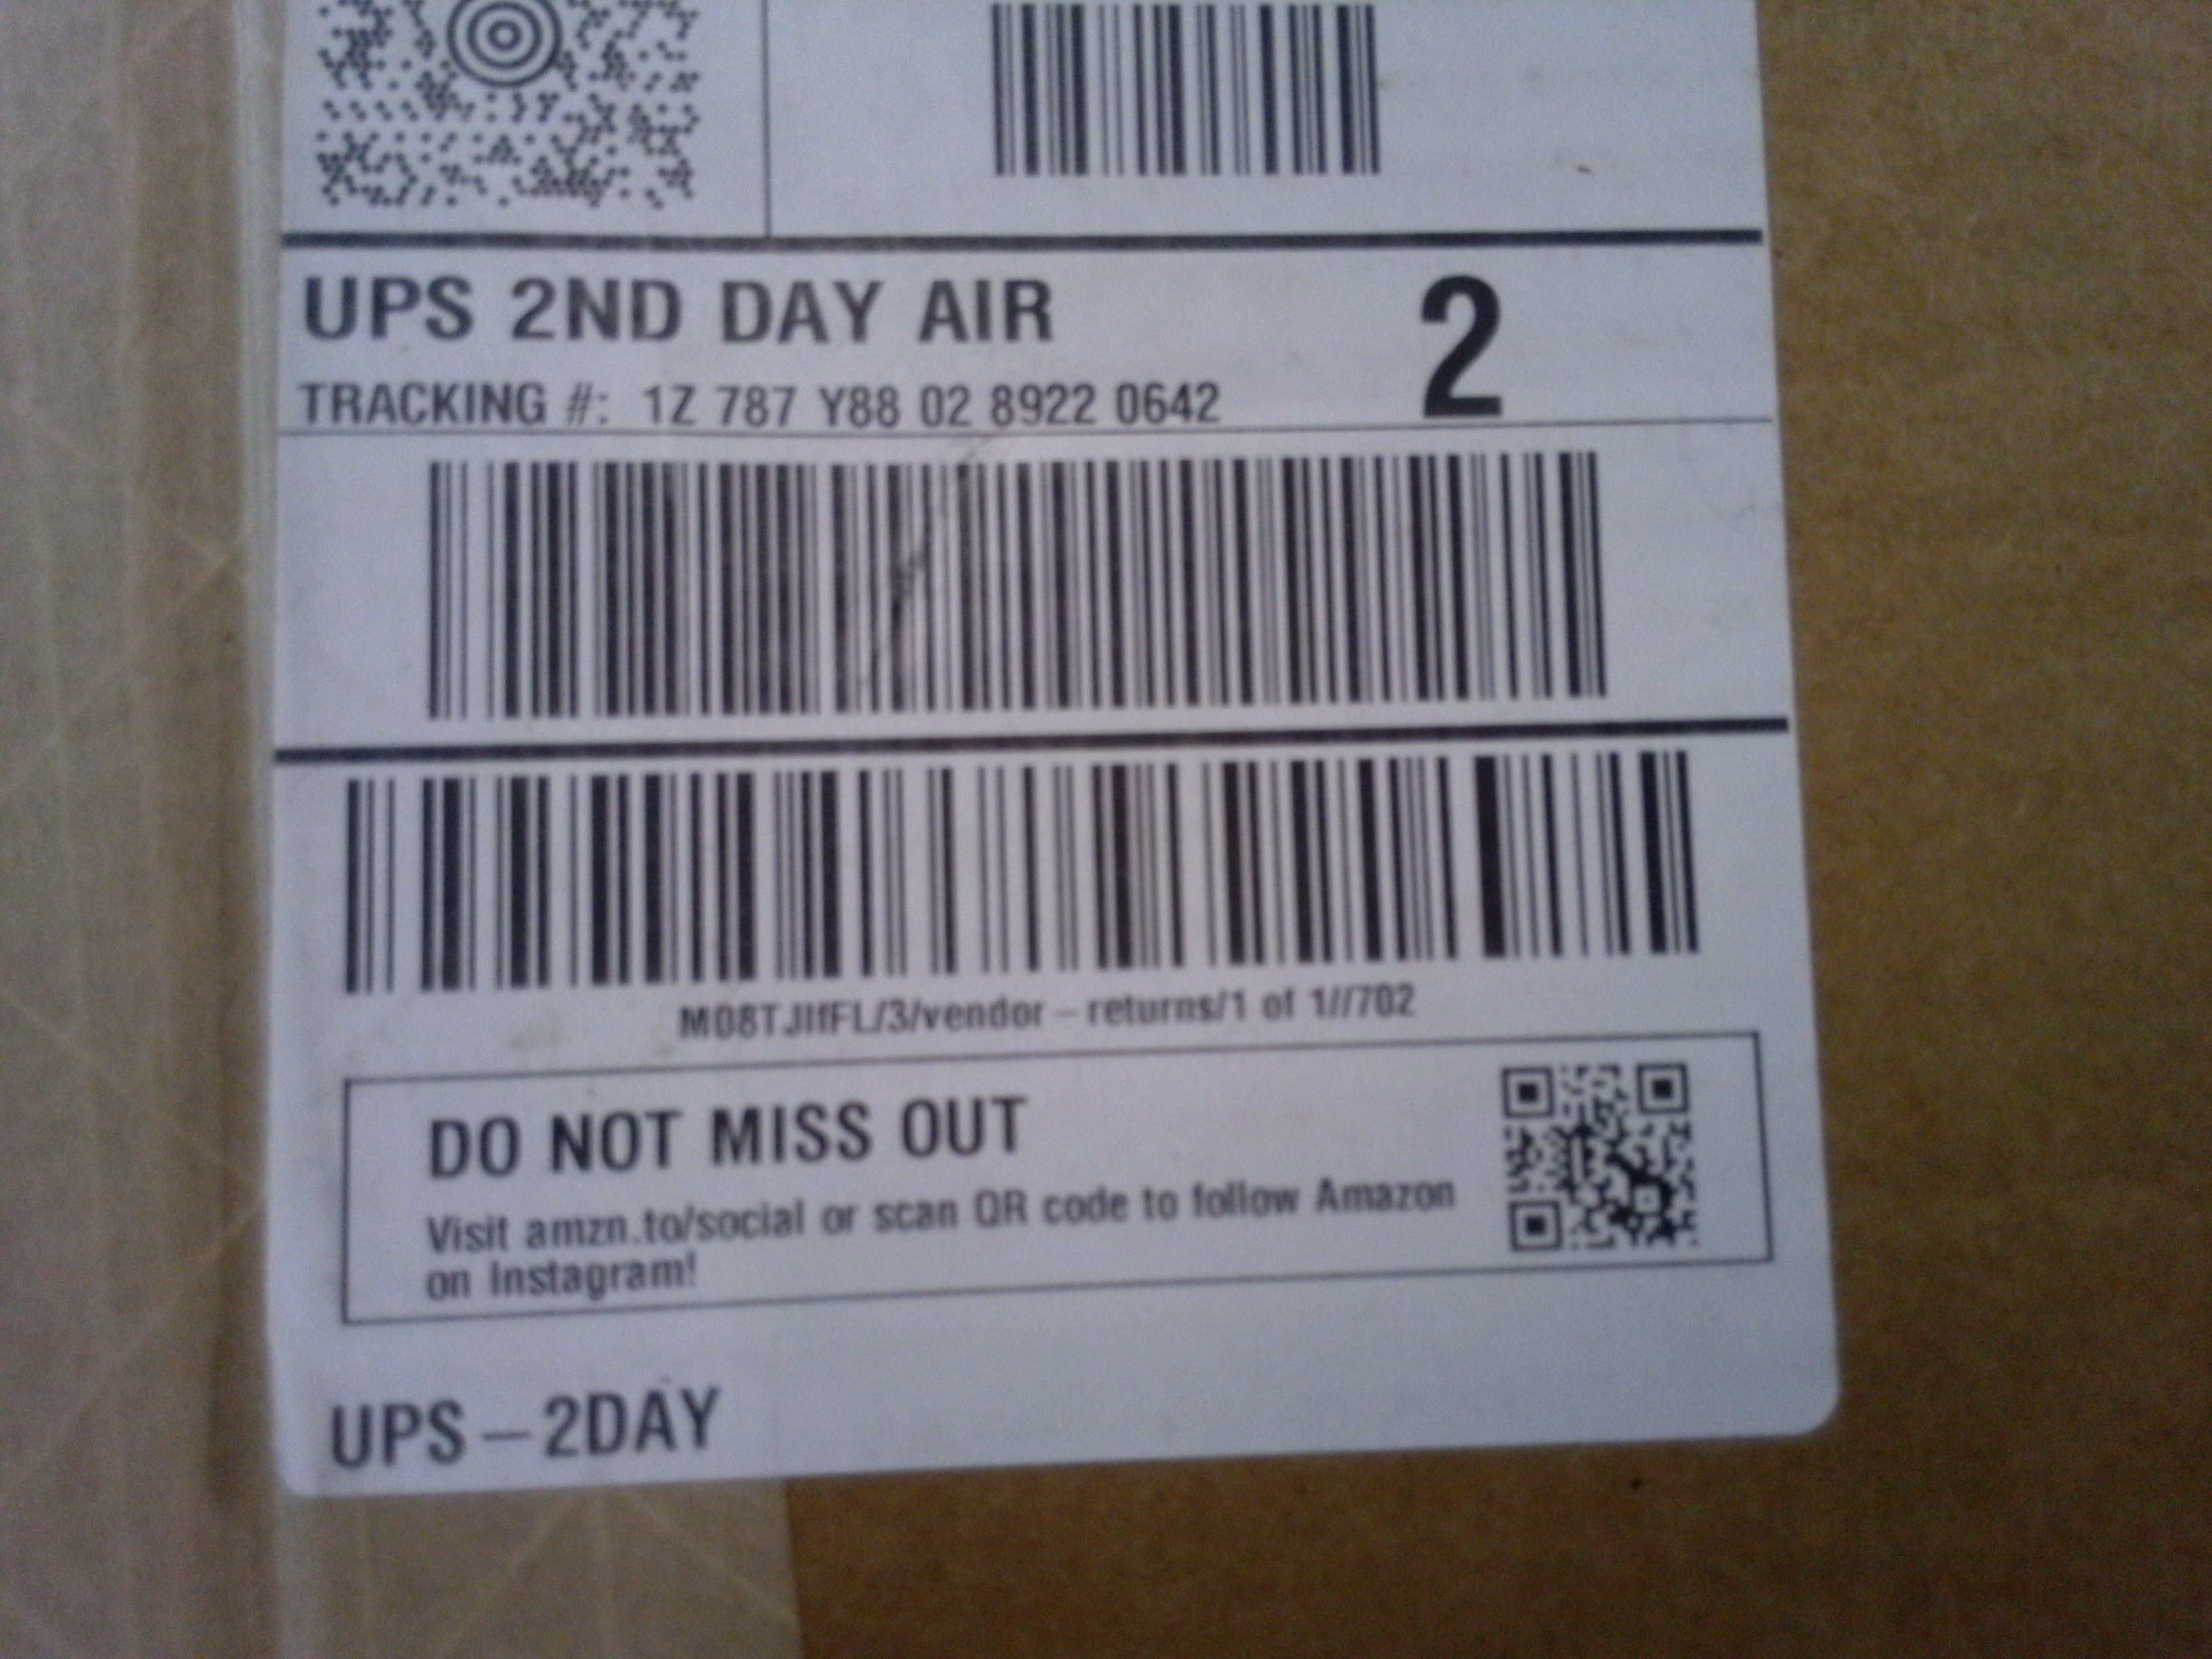 UPS 2ND DAY AIR
2
TRACKING #: 1Z 787 Y88 02 8922 0642
M08TJIfFL/3/vendor-returns/1 of 1//702
DO NOT MISS OUT
Visit amzn.to/social or scan QR code to follow Amazon
on Instagram!
UPS-2DAY